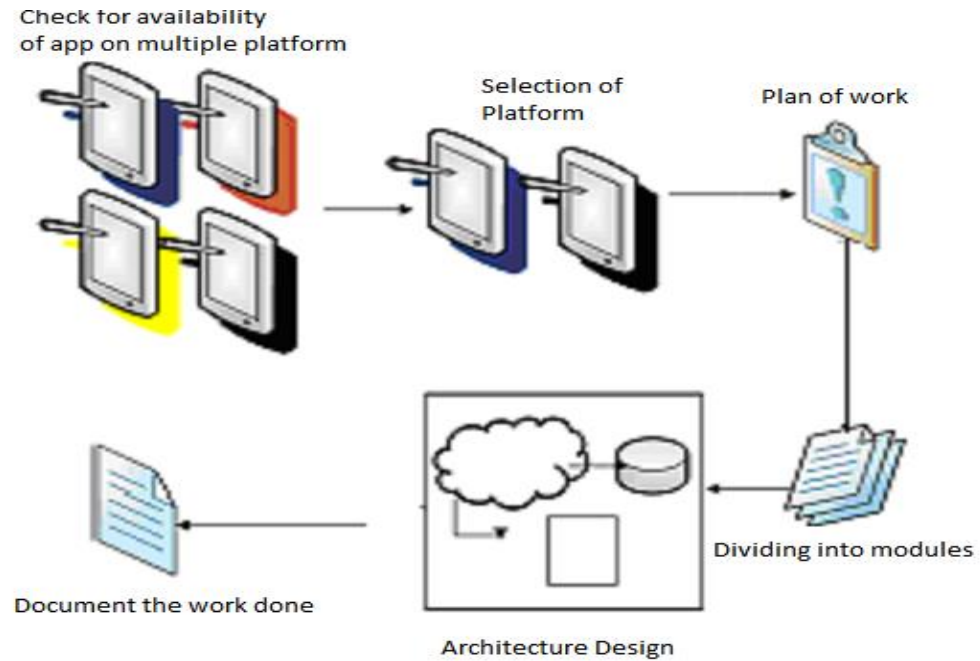 Check for availability
of app on multiple platform
Selection of
Platform
Plan of work
Dividing into modules
Architecture Design
Document the work done